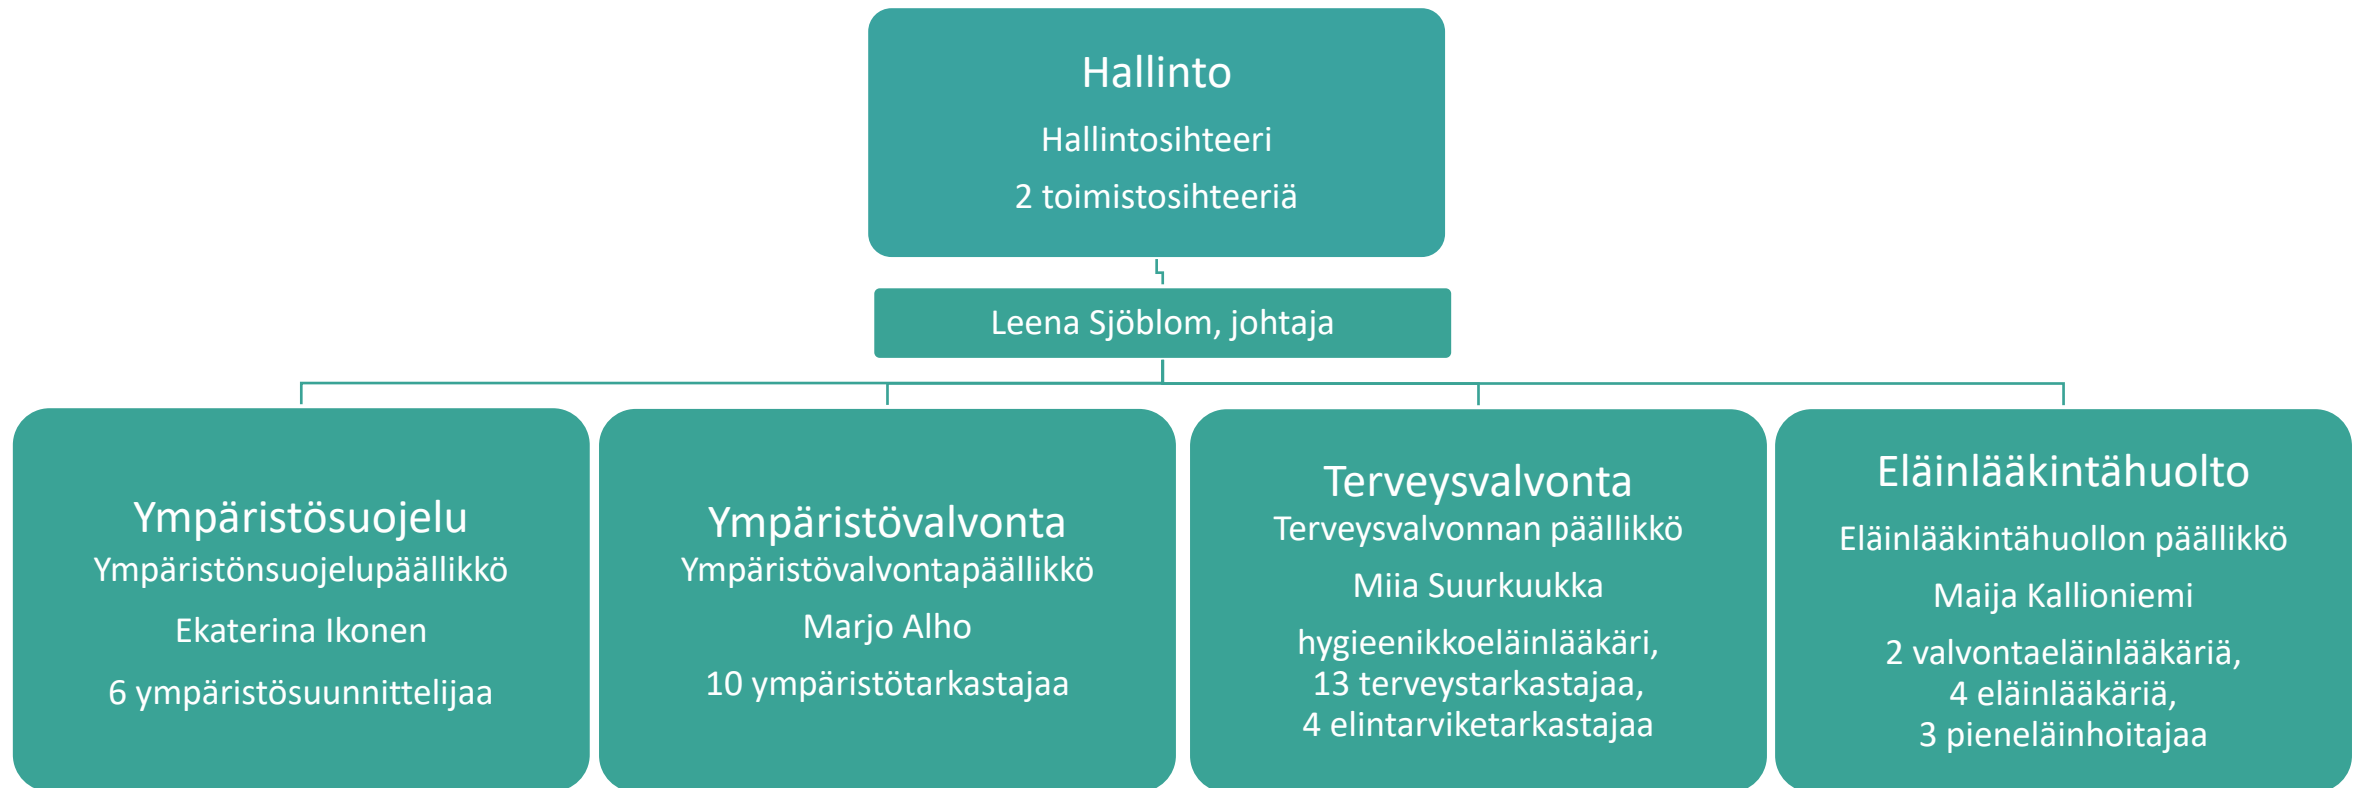 Hallinto
Hallintosihteeri
2 toimistosihteeriä
Leena Sjöblom, johtaja
Ympäristösuojelu
Ympäristönsuojelupäällikkö
Ekaterina Ikonen
6 ympäristösuunnittelijaa
Ympäristövalvonta
Ympäristövalvontapäällikkö
Marjo Alho
10 ympäristötarkastajaa
Terveysvalvonta
Terveysvalvonnan päällikkö
Miia Suurkuukka
hygieenikkoeläinlääkäri,
13 terveystarkastajaa,
4 elintarviketarkastajaa
Eläinlääkintähuolto
Eläinlääkintähuollon päällikkö
Maija Kallioniemi
2 valvontaeläinlääkäriä,
4 eläinlääkäriä,
3 pieneläinhoitajaa